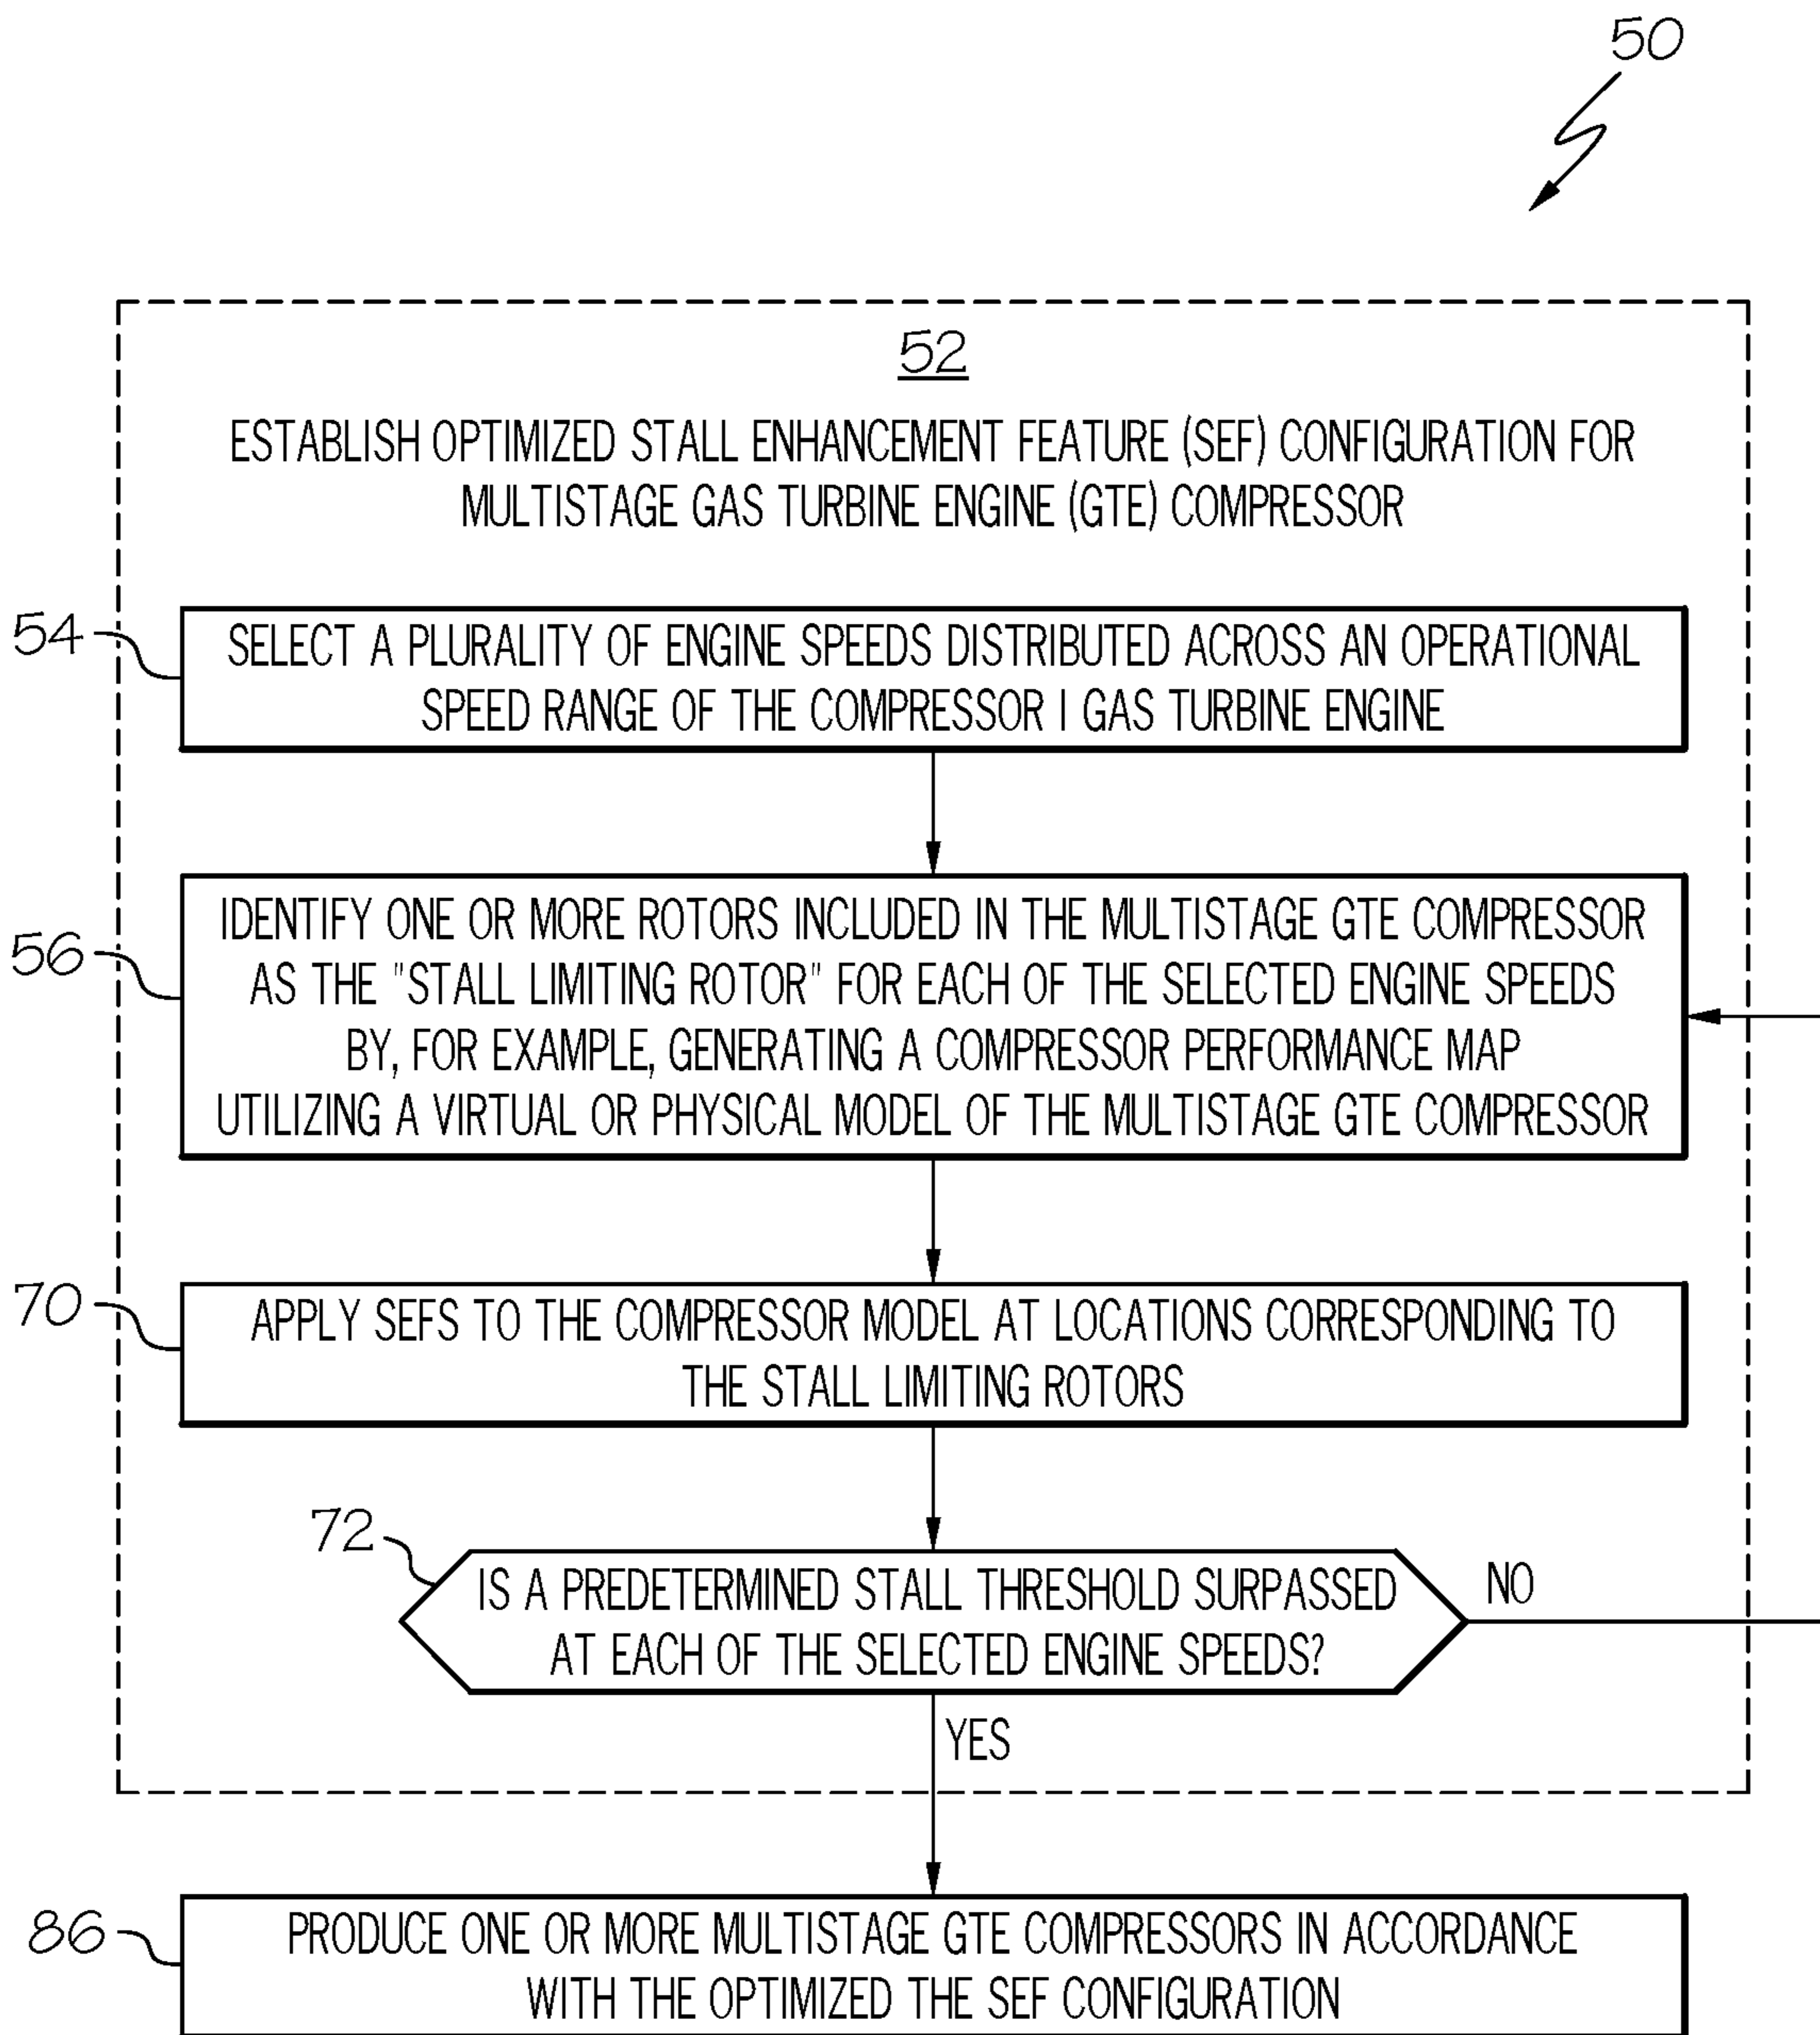 50
52
ESTABLISH OPTIMIZED STALL ENHANCEMENT FEATURE (SEF) CONFIGURATION FOR
MULTISTAGE GAS TURBINE ENGINE (GTE) COMPRESSOR
54
SELECT A PLURALITY OF ENGINE SPEEDS DISTRIBUTED ACROSS AN OPERATIONAL
SPEED RANGE OF THE COMPRESSOR I GAS TURBINE ENGINE
56
IDENTIFY ONE OR MORE ROTORS INCLUDED IN THE MULTISTAGE GTE COMPRESSOR
AS THE "STALL LIMITING ROTOR" FOR EACH OF THE SELECTED ENGINE SPEEDS
BY, FOR EXAMPLE, GENERATING A COMPRESSOR PERFORMANCE MAP
UTILIZING A VIRTUAL OR PHYSICAL MODEL OF THE MULTISTAGE GTE COMPRESSOR
70
APPLY SEFS TO THE COMPRESSOR MODEL AT LOCATIONS CORRESPONDING TO
THE STALL LIMITING ROTORS
72
IS A PREDETERMINED STALL THRESHOLD SURPASSED
AT EACH OF THE SELECTED ENGINE SPEEDS?
NO
YES
86
PRODUCE ONE OR MORE MULTISTAGE GTE COMPRESSORS IN ACCORDANCE
WITH THE OPTIMIZED THE SEF CONFIGURATION